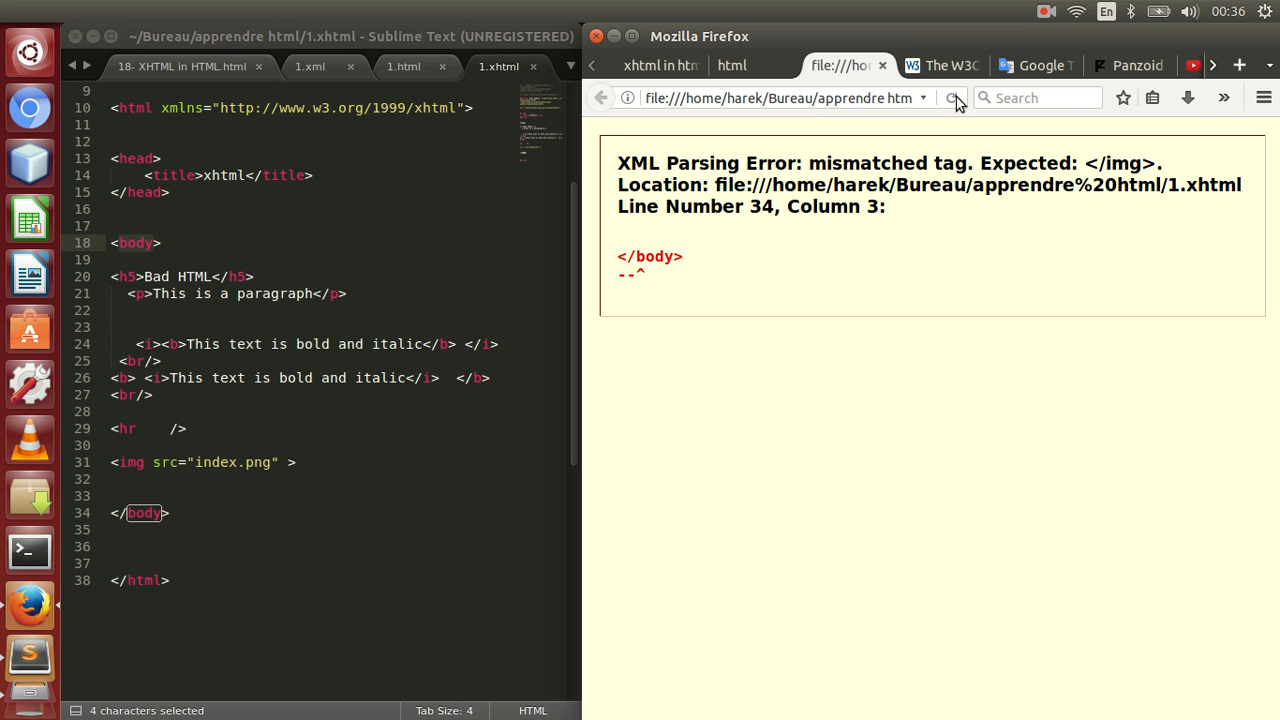 En
00:36
~/Bureau/apprendre html/1.xhtml - Sublime Text (UNREGISTERED)
18- XHTML in HTML.html × 1.xml × 1.html × 1.xhtml ×
9
10 <html xmlns="http://www.w3.org/1999/xhtml">
11
12
13 <head>
14 <title>xhtml</title>
15 </head>
16
17
18 <body>
19
20 <h5>Bad HTML</h5>
21 <p>This is a paragraph</p>
22
23
24 <i><b>This text is bold and italic</b> </i>
25 <br/>
26 <b> <i>This text is bold and italic</i>  </b>
27 <br/>
28
29 <hr    />
30
31 <img src="index.png" >
32
33
34 </body>
35
36
37
38 </html>
4 characters selected
Tab Size: 4
HTML
Mozilla Firefox
xhtml in htm
html
file:///ho ×
W3 The W3C
Google T
Panzoid
file:///home/harek/Bureau/apprendre htm
Search
XML Parsing Error: mismatched tag. Expected: </img>.
Location: file:///home/harek/Bureau/apprendre%20html/1.xhtml
Line Number 34, Column 3:
</body>
--^